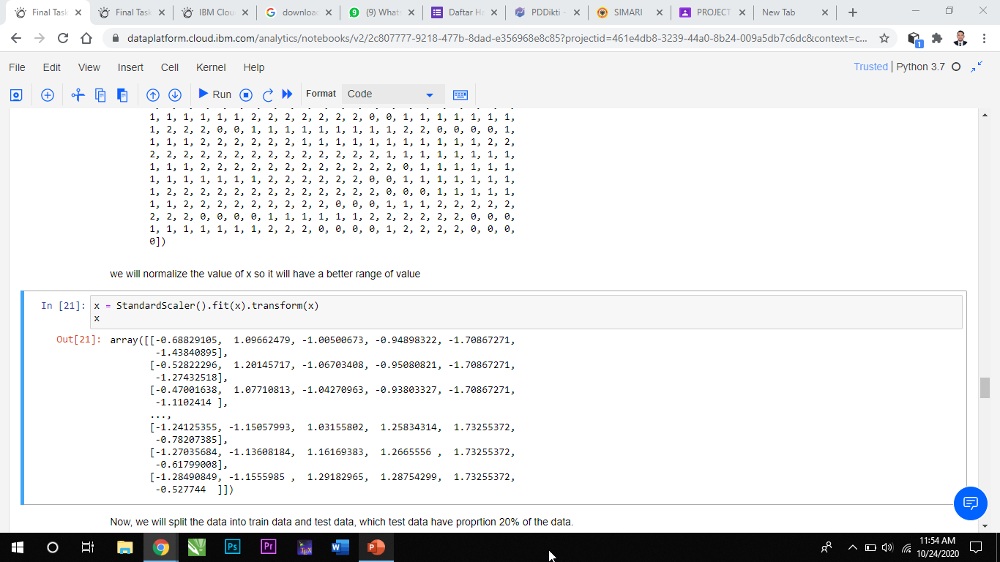 Final Task
Final Task
IBM Clou
downloac
(9) Whats
Daftar Ha
PDDikti -
SIMARI
PROJECT
New Tab
dataplatform.cloud.ibm.com/analytics/notebooks/v2/2c807777-9218-477b-8dad-e356968e8c85?projectid=461e4db8-3239-44a0-8b24-009a5db7c6dc&context=c...
File Edit View Insert Cell Kernel Help Trusted | Python 3.7
Run Format Code
1, 1, 1, 1, 1, 1, 2, 2, 2, 2, 2, 2, 2, 0, 0, 1, 1, 1, 1, 1, 1, 1,
1, 2, 2, 2, 0, 0, 1, 1, 1, 1, 1, 1, 1, 1, 1, 2, 2, 0, 0, 0, 0, 1,
1, 1, 1, 2, 2, 2, 2, 2, 2, 1, 1, 1, 1, 1, 1, 1, 1, 1, 1, 1, 2, 2,
2, 2, 2, 2, 2, 2, 2, 2, 2, 2, 2, 2, 2, 2, 1, 1, 1, 1, 1, 1, 1, 1,
1, 1, 1, 2, 2, 2, 2, 2, 2, 2, 2, 2, 2, 2, 2, 0, 1, 1, 1, 1, 1, 1,
1, 1, 1, 1, 1, 1, 1, 2, 2, 2, 2, 2, 2, 0, 0, 1, 1, 1, 1, 1, 1, 1,
1, 2, 2, 2, 2, 2, 2, 2, 2, 2, 2, 2, 2, 2, 0, 0, 0, 1, 1, 1, 1, 1,
1, 1, 2, 2, 2, 2, 2, 2, 2, 2, 2, 0, 0, 0, 1, 1, 1, 2, 2, 2, 2, 2,
2, 2, 2, 0, 0, 0, 0, 1, 1, 1, 1, 1, 1, 2, 2, 2, 2, 2, 2, 0, 0, 0,
1, 1, 1, 1, 1, 1, 1, 2, 2, 2, 0, 0, 0, 0, 1, 2, 2, 2, 2, 0, 0, 0,
0])
we will normalize the value of x so it will have a better range of value
In [21]: x = StandardScaler().fit(x).transform(x)
x
Out[21]: array([[-0.68829105, 1.09662479, -1.00500673, -0.94898322, -1.70867271,
-1.43840895],
[-0.52822296, 1.20145717, -1.06703408, -0.95080821, -1.70867271,
-1.27432518],
[-0.47001638, 1.07710813, -1.04270963, -0.93803327, -1.70867271,
-1.1102414 ],
...,
[-1.24125355, -1.15057993, 1.03155802, 1.25834314, 1.73255372,
-0.78207385],
[-1.27035684, -1.13608184, 1.16169383, 1.2665556 , 1.73255372,
-0.61799008],
[-1.28490849, -1.1555985 , 1.29182965, 1.28754299, 1.73255372,
-0.527744 ]])
Now, we will split the data into train data and test data, which test data have proprtion 20% of the data.
11:54 AM
10/24/2020